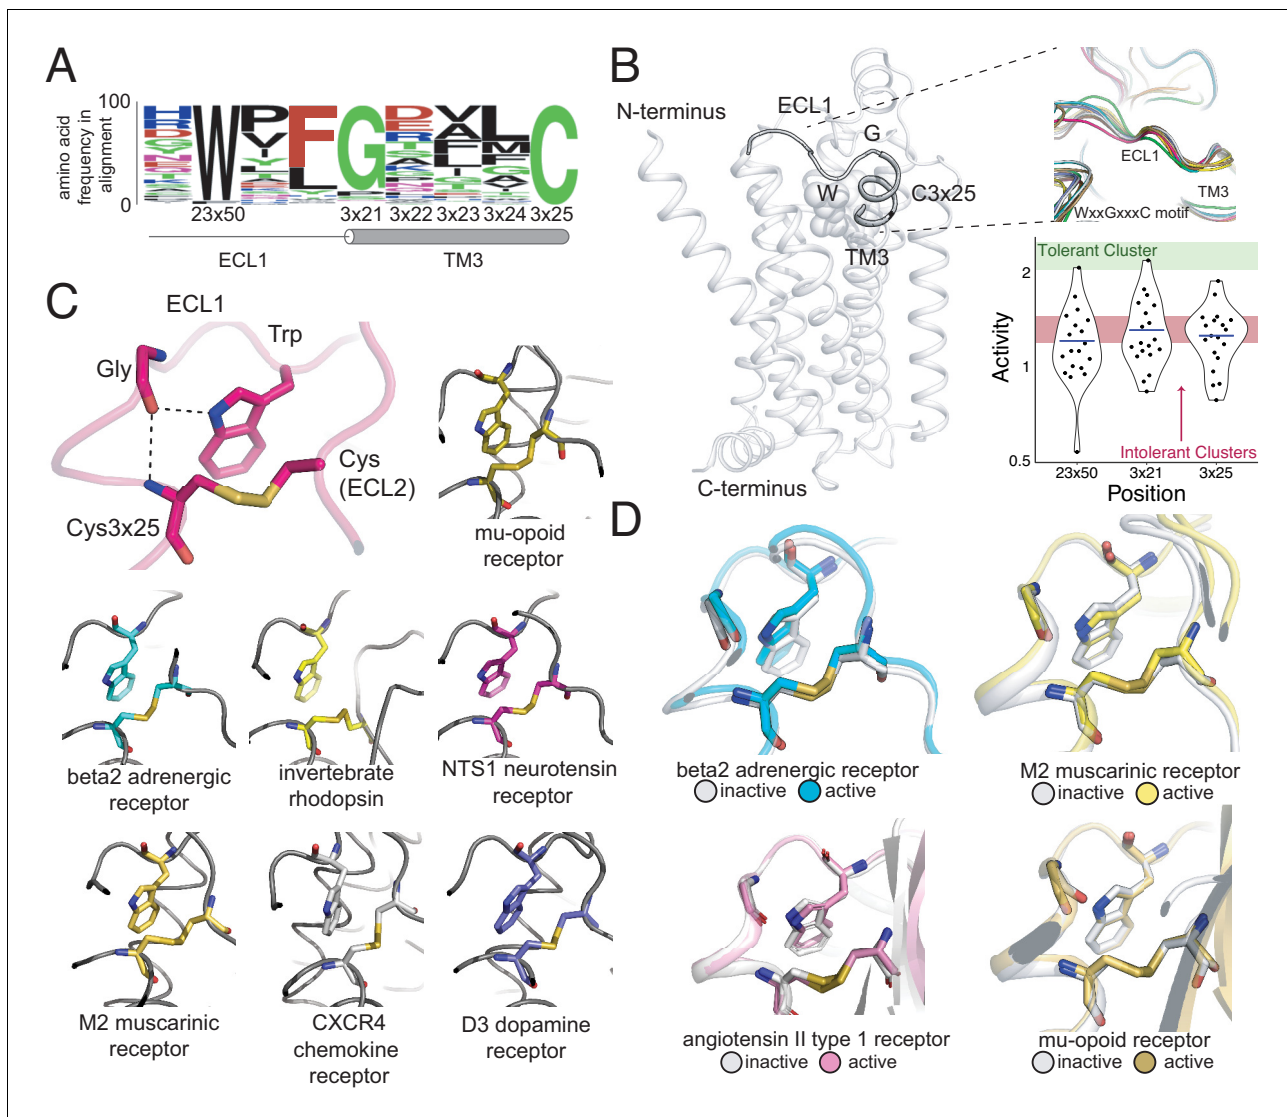 A
amino acid
frequency in
alignment
100
0
W
F
G
C
23x50
3x21 3x22 3x23 3x24 3x25
ECL1
TM3
B
N-terminus
ECL1
G
W
C3x25
TM3
C-terminus
ECL1
TM3
WxxGxxxC motif
Tolerant Cluster
2
1
0.5
Activity
Intolerant Clusters
23x50
3x21
3x25
Position
C
ECL1
Trp
Gly
Cys
(ECL2)
Cys3x25
mu-opoid
receptor
beta2 adrenergic
receptor
invertebrate
rhodopsin
NTS1 neurotensin
receptor
M2 muscarinic
receptor
CXCR4
chemokine
receptor
D3 dopamine
receptor
D
beta2 adrenergic receptor
inactive active
M2 muscarinic receptor
inactive active
angiotensin II type 1 receptor
inactive active
mu-opoid receptor
inactive active